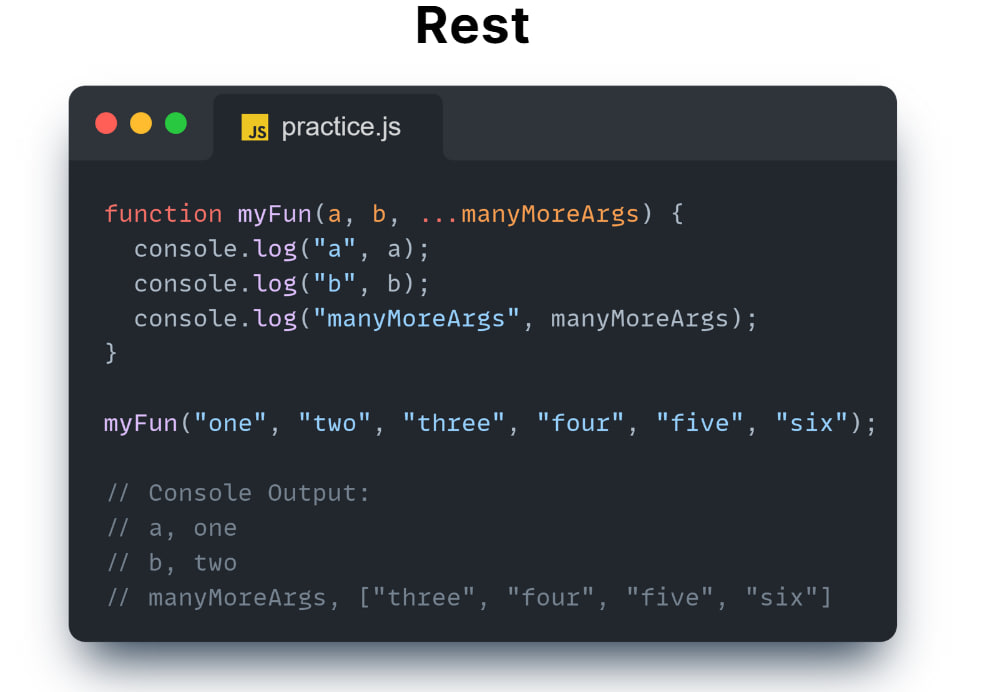 Rest
JS practice.js
function myFun(a, b, ...manyMoreArgs) {
  console.log("a", a);
  console.log("b", b);
  console.log("manyMoreArgs", manyMoreArgs);
}
myFun("one", "two", "three", "four", "five", "six");
// Console Output:
// a, one
// b, two
// manyMoreArgs, ["three", "four", "five", "six"]